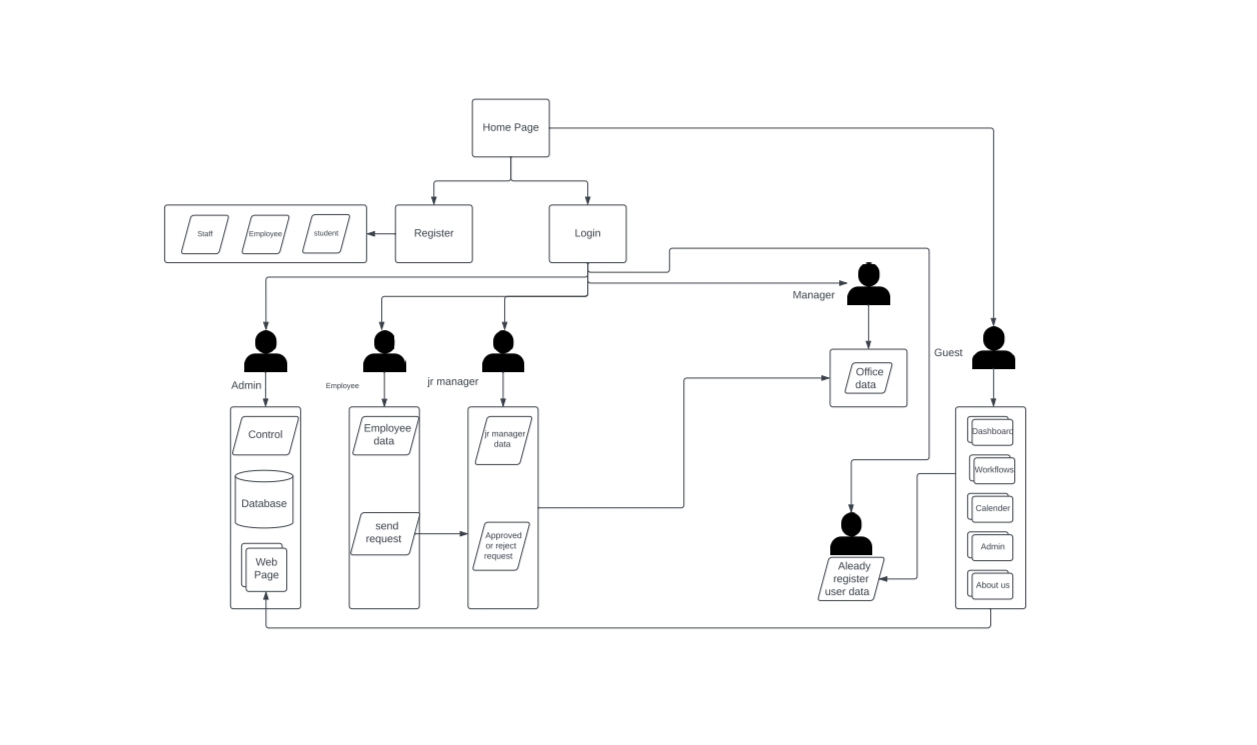 Home Page
Staff
Employee
student
Register
Login
Manager
Guest
Office
data
Admin
Employee
jr manager
Control
Database
Web
Page
Employee
data
send
request
jr manager
data
Approved
or reject
request
Aleady
register
user data
Dashboard
Workflows
Calender
Admin
About us